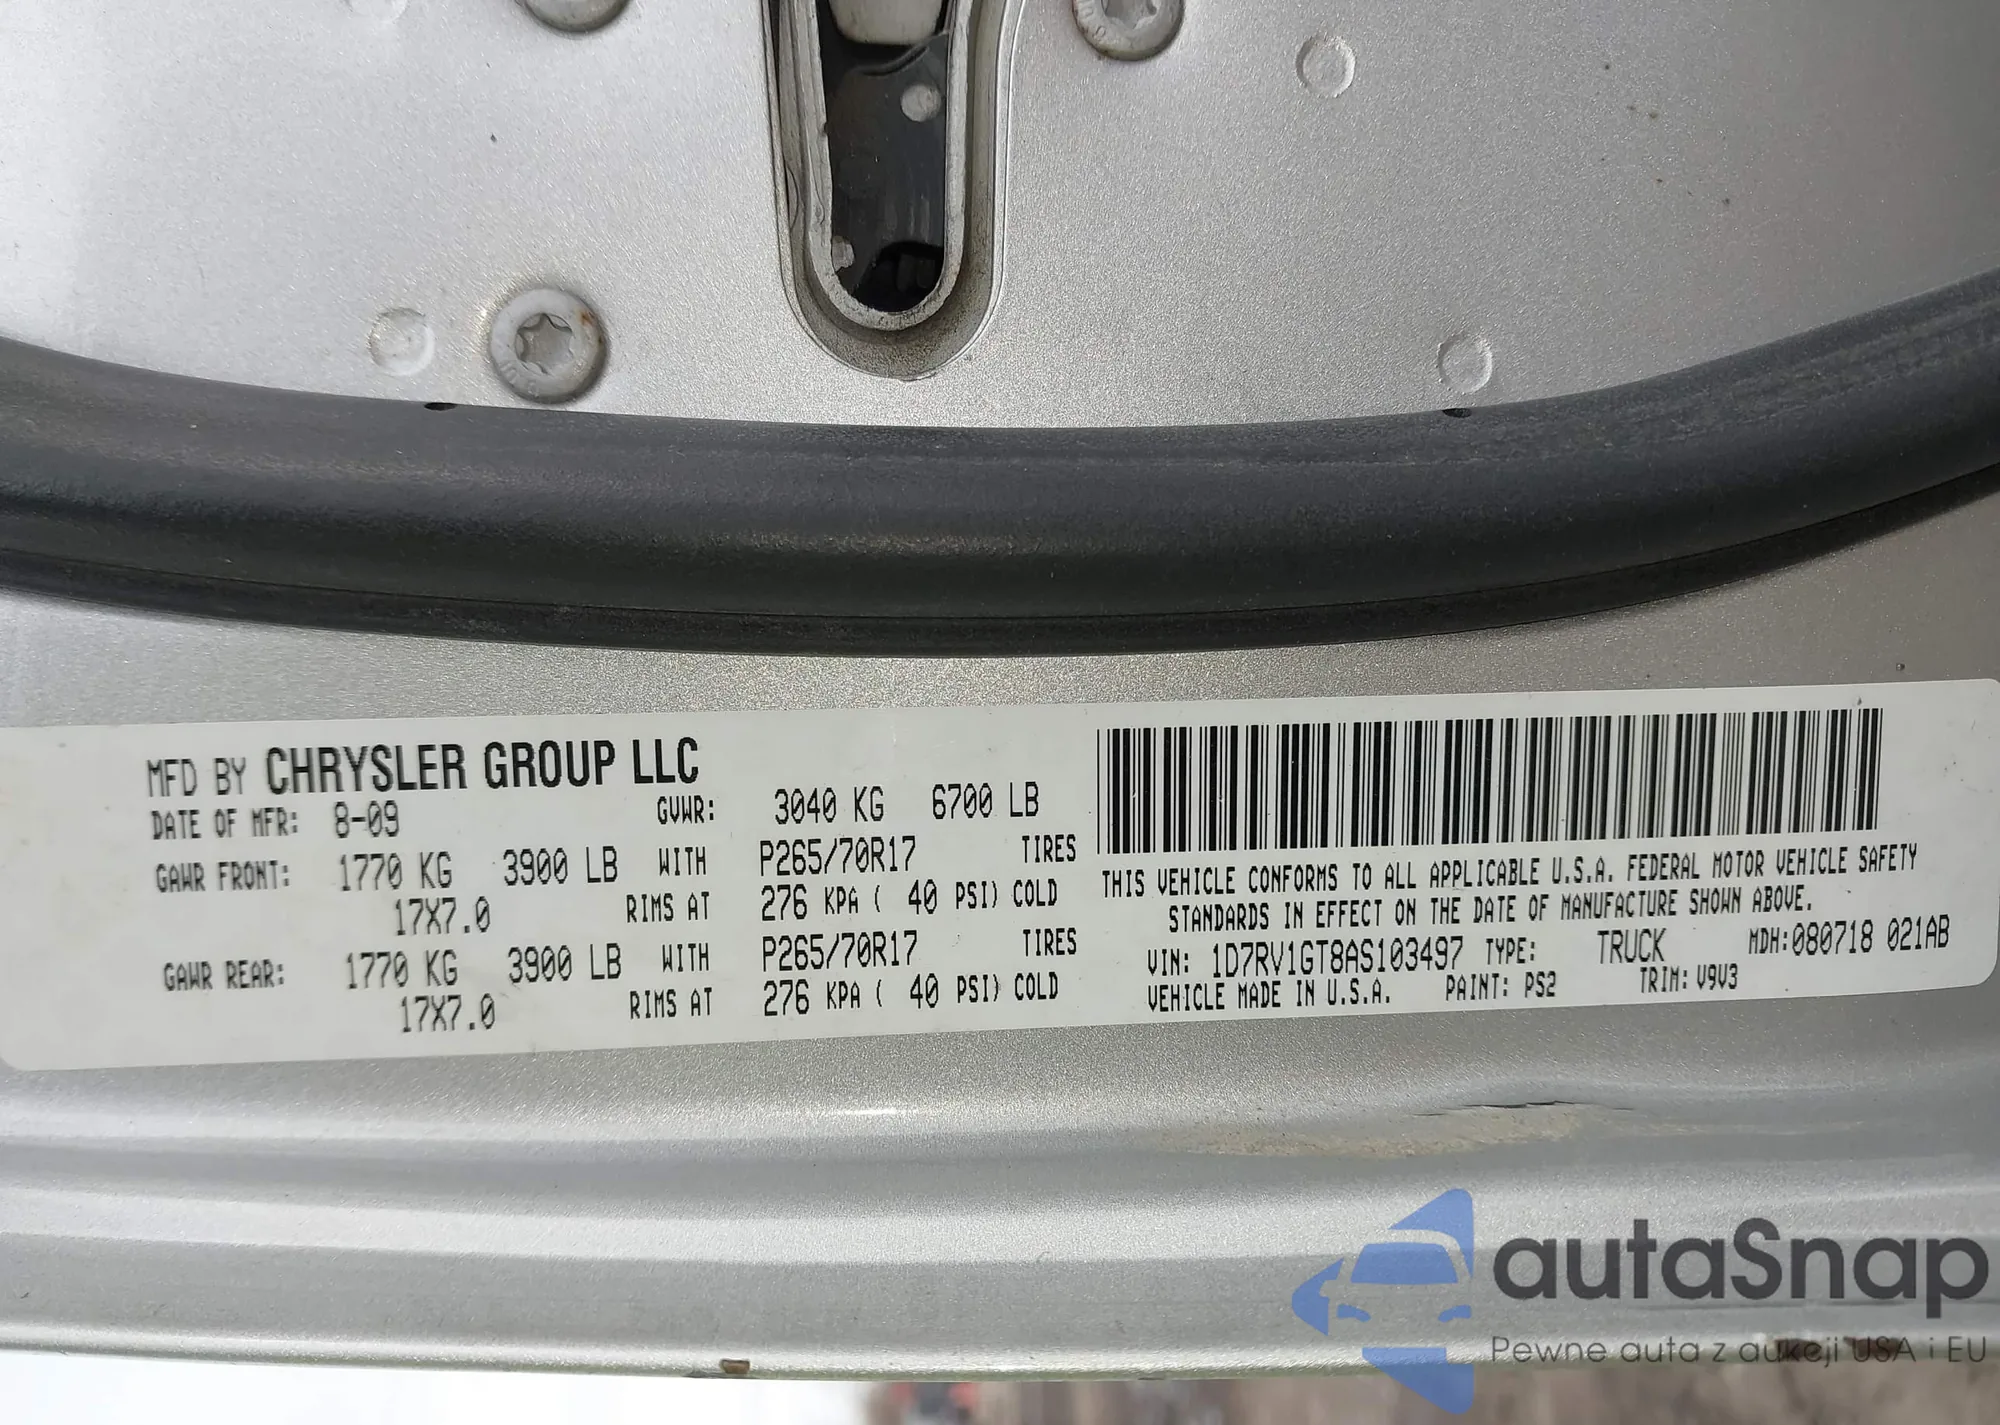 MFD BY CHRYSLER GROUP LLC
DATE OF MFR: 8-09 GVWR: 3040 KG 6700 LB
GAWR FRONT: 1770 KG 3900 LB WITH P265/70R17 TIRES
17X7.0 RIMS AT 276 KPA ( 40 PSI) COLD
GAWR REAR: 1770 KG 3900 LB WITH P265/70R17 TIRES
17X7.0 RIMS AT 276 KPA ( 40 PSI) COLD
THIS VEHICLE CONFORMS TO ALL APPLICABLE U.S.A. FEDERAL MOTOR VEHICLE SAFETY
STANDARDS IN EFFECT ON THE DATE OF MANUFACTURE SHOWN ABOVE.
VIN: 1D7RV1GT8AS103497 TYPE: TRUCK MDH:080718 021AB
VEHICLE MADE IN U.S.A. PAINT: PS2 TRIM: V9V3
autaSnap
Pewne auta z aukcji USA i EU